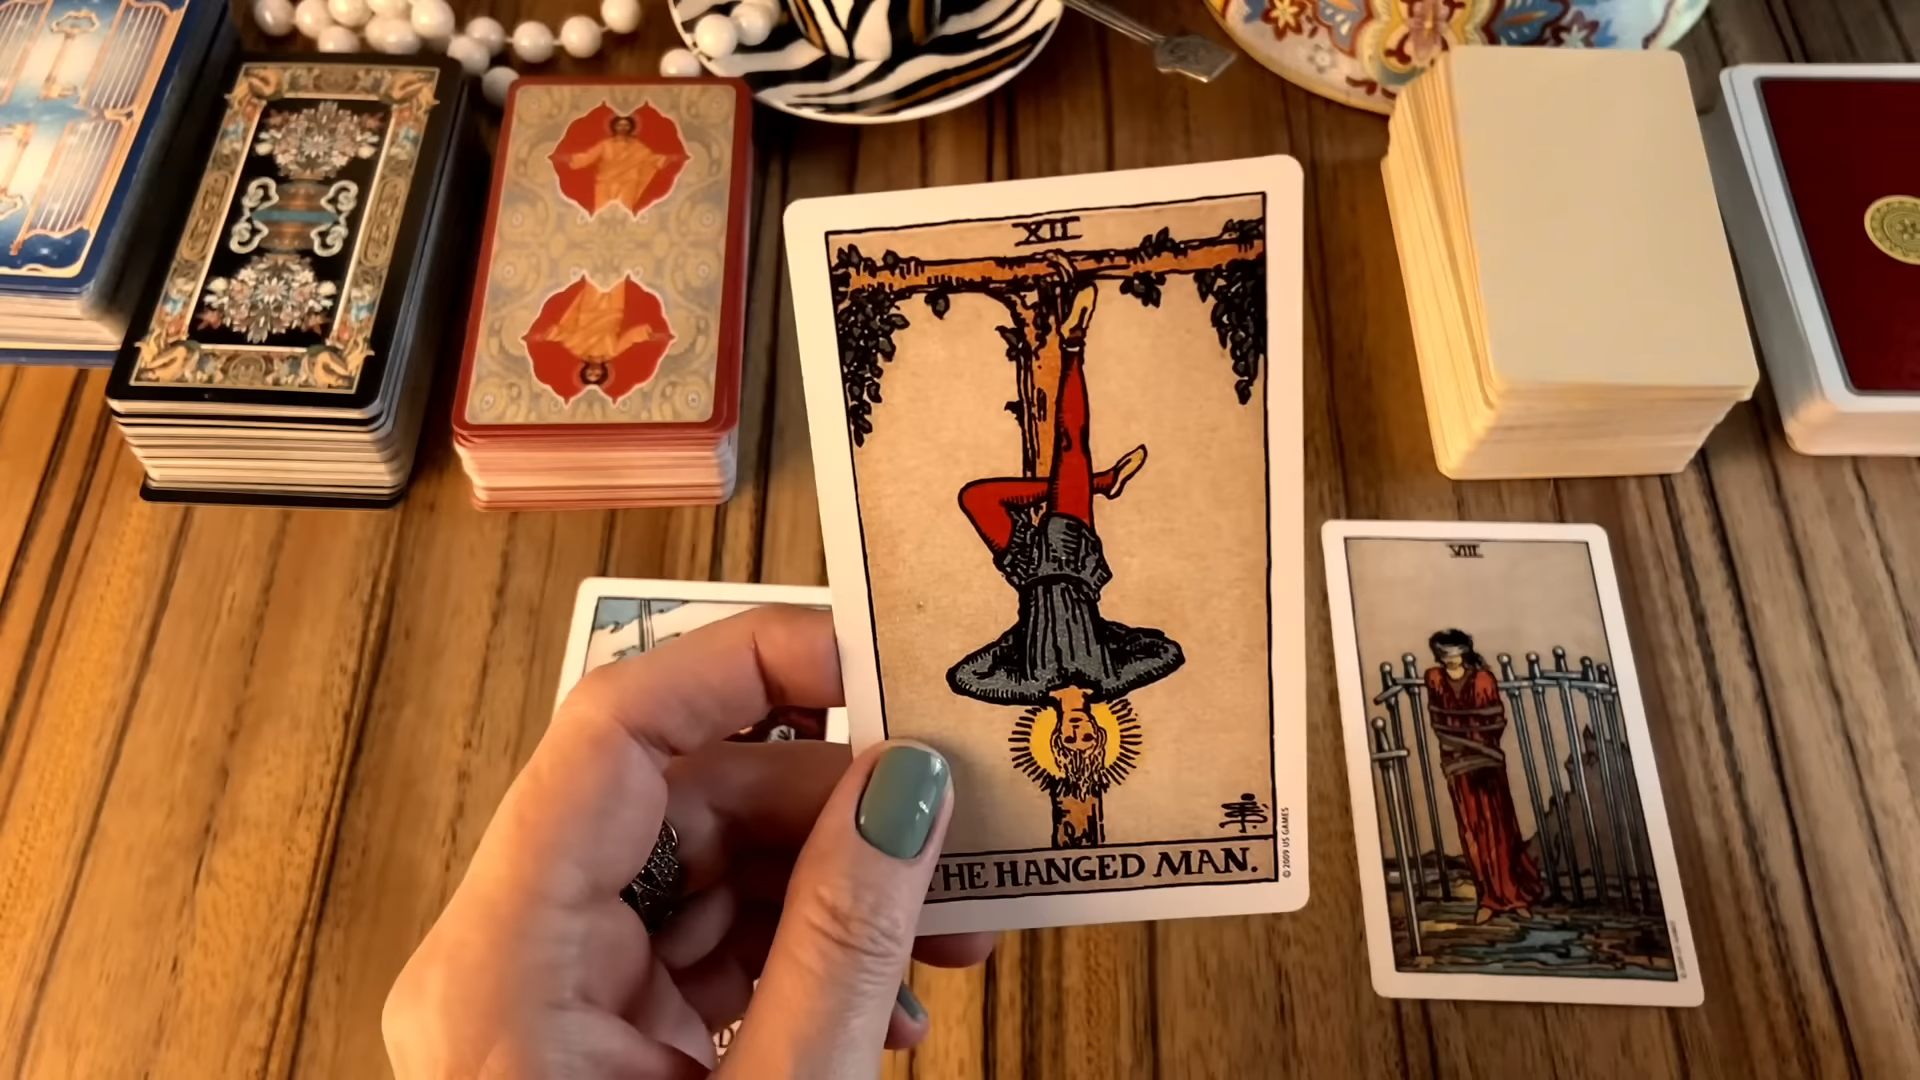 XII
THE HANGED MAN.
© 2009 US GAMES
VIII